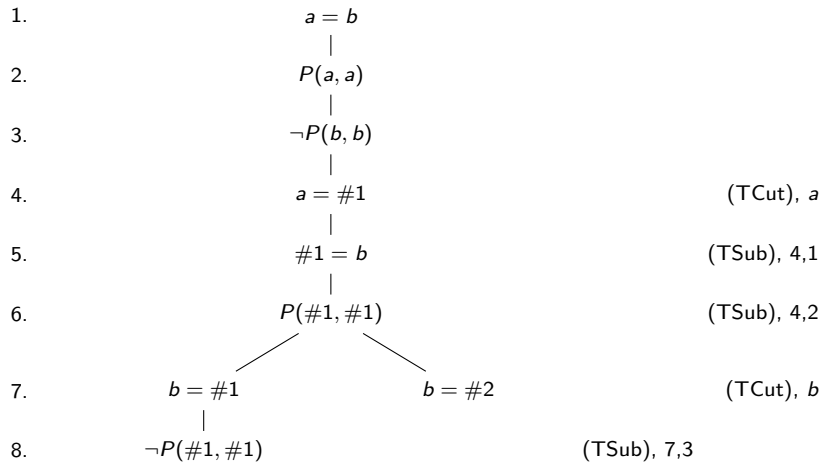 1. a = b
2. P(a, a)
3. ¬P(b, b)
4. a = #1 (TCut), a
5. #1 = b (TSub), 4,1
6. P(#1, #1) (TSub), 4,2
7. b = #1 b = #2 (TCut), b
8. ¬P(#1, #1) (TSub), 7,3